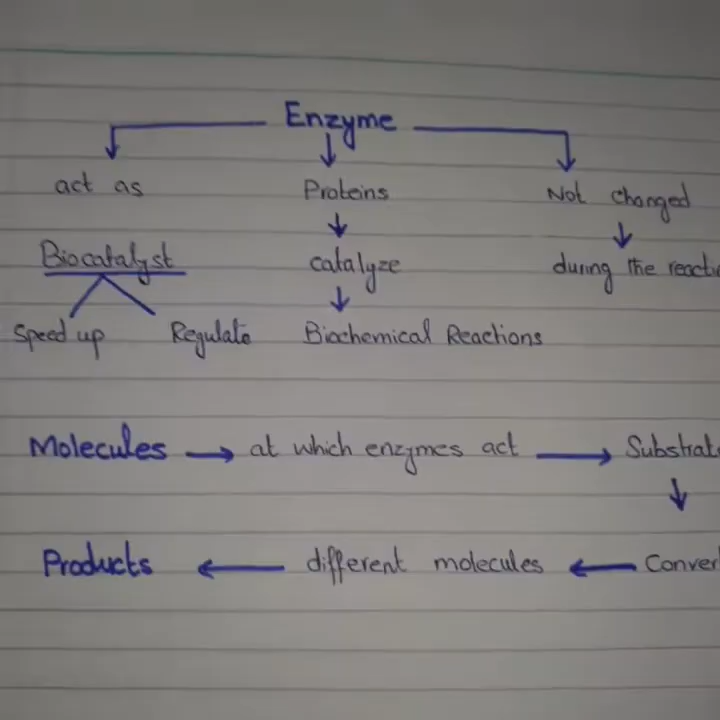 Enzyme
act as Proteins Not changed
Biocatalyst catalyze during the reacti
Speed up Regulate Biochemical Reactions
Molecules → at which enzymes act → Substrat
Products ← different molecules ← Conver